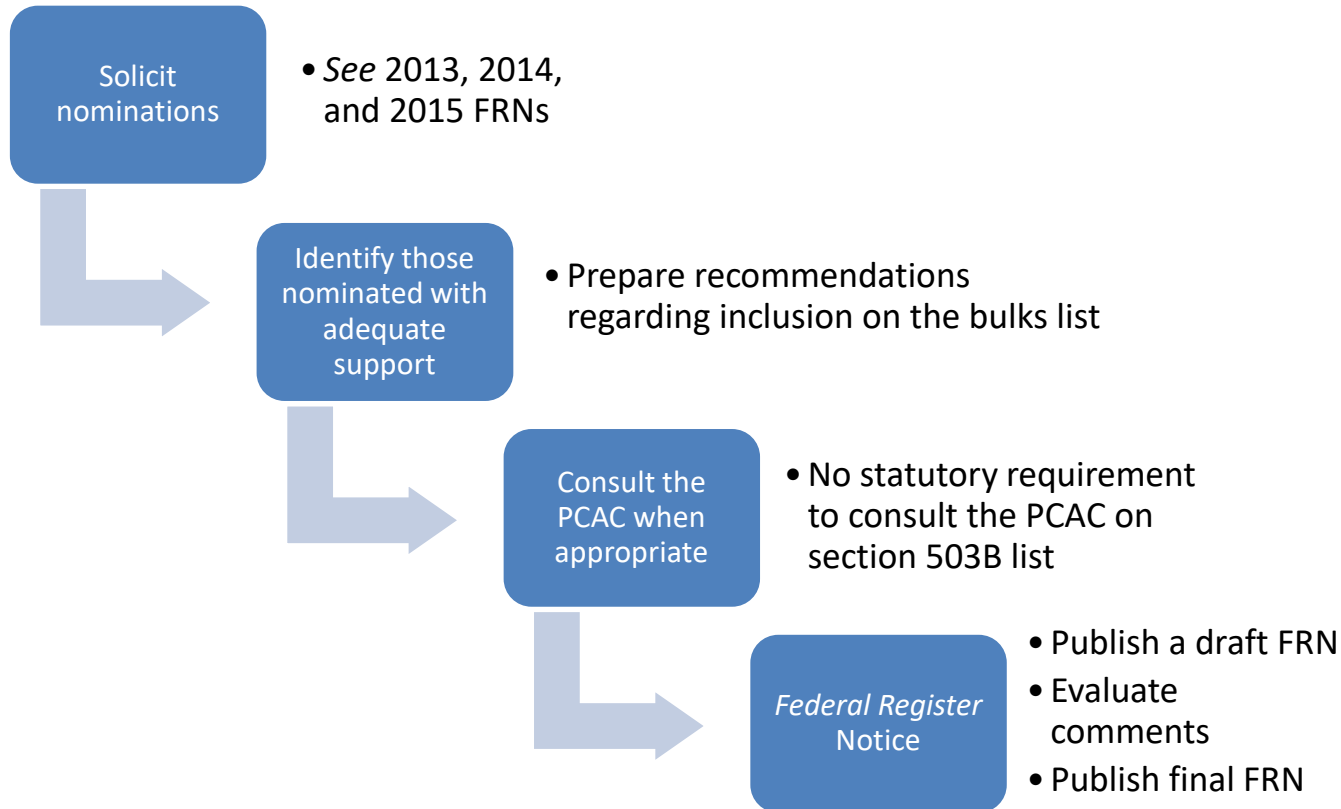 Solicit
nominations
• See 2013, 2014,
and 2015 FRNs
Identify those
nominated with
adequate
support
• Prepare recommendations
regarding inclusion on the bulks list
Consult the
PCAC when
appropriate
• No statutory requirement
to consult the PCAC on
section 503B list
Federal Register
Notice
• Publish a draft FRN
• Evaluate
comments
• Publish final FRN